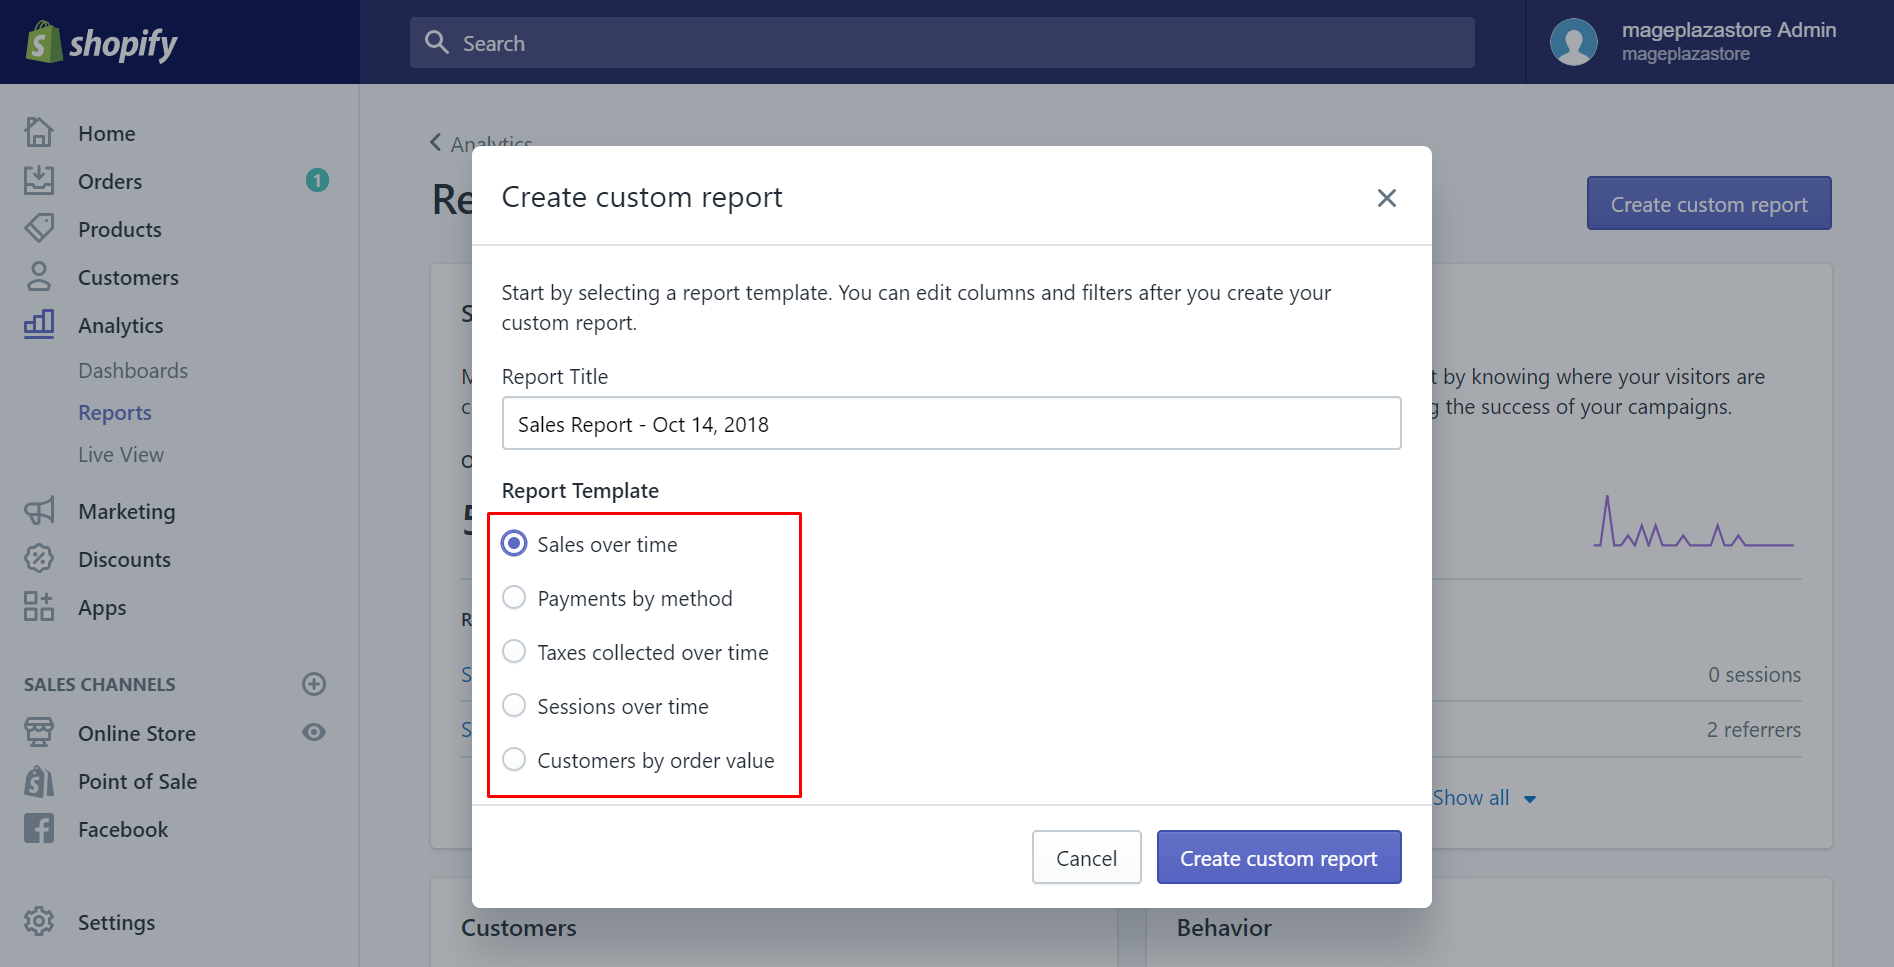 shopify
Search
mageplazastore Admin
mageplazastore
Home
Orders
1
Products
Customers
Analytics
Dashboards
Reports
Live View
Marketing
Discounts
Apps
SALES CHANNELS
Online Store
Point of Sale
Facebook
Settings
Analytics
Create custom report
Create custom report
Start by selecting a report template. You can edit columns and filters after you create your
custom report.
Report Title
Sales Report - Oct 14, 2018
Report Template
Sales over time
Payments by method
Taxes collected over time
Sessions over time
Customers by order value
Cancel
Create custom report
by knowing where your visitors are
the success of your campaigns.
0 sessions
2 referrers
Show all
Customers
Behavior